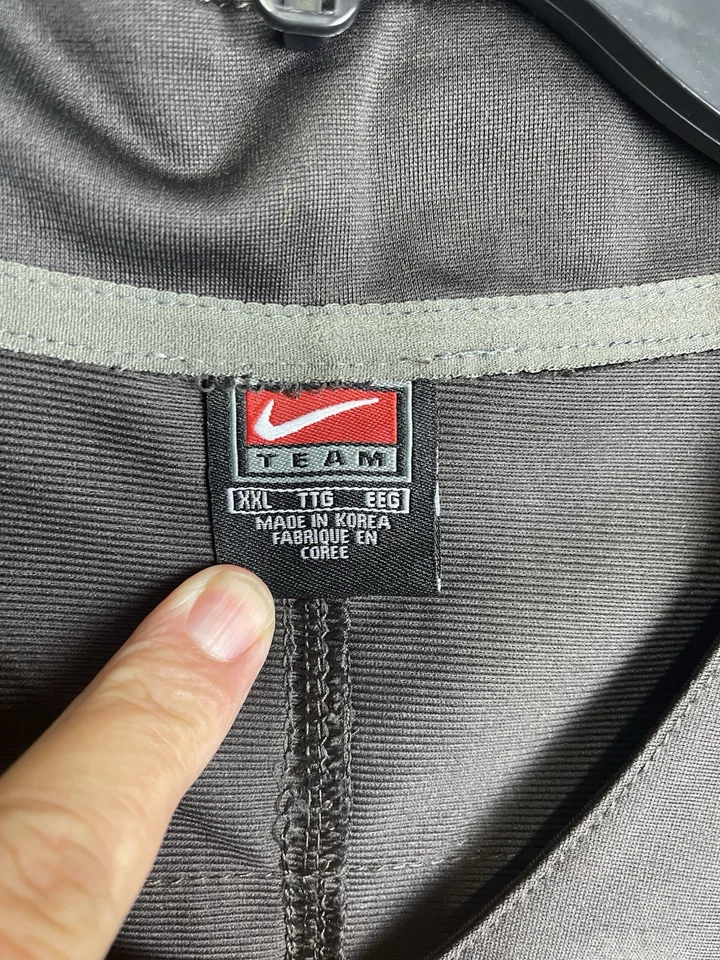 TEAM
XXL TTG EEG
MADE IN KOREA
FABRIQUE EN
COREE